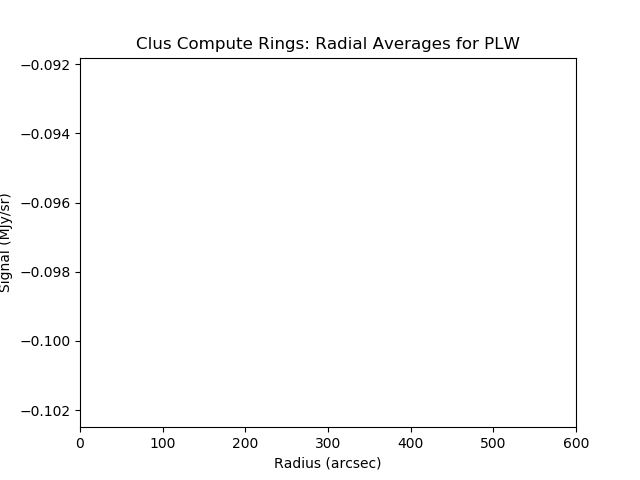 Clus Compute Rings: Radial Averages for PLW
−0.092
−0.094
−0.096
−0.098
−0.100
−0.102
Signal (MJy/sr)
0 100 200 300 400 500 600
Radius (arcsec)